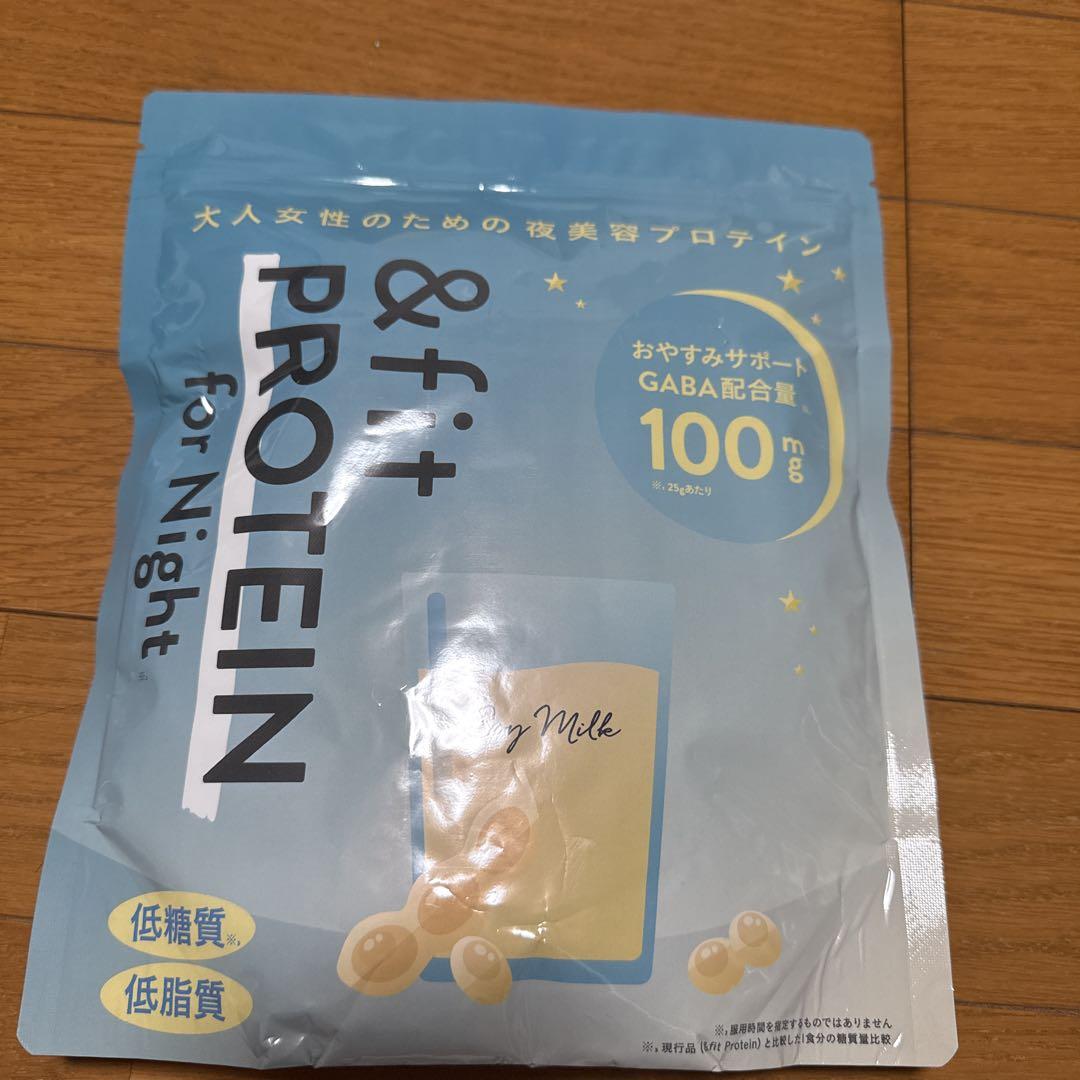 大人女性のための夜美容プロテイン
&fit
PROTEIN
for Night
おやすみサポート
GABA配合量
100mg
25gあたり
Milk
低糖質
低脂質
服用時間を指定するものではありません
現行品(&fit Protein)と比較した1食分の糖質量比較